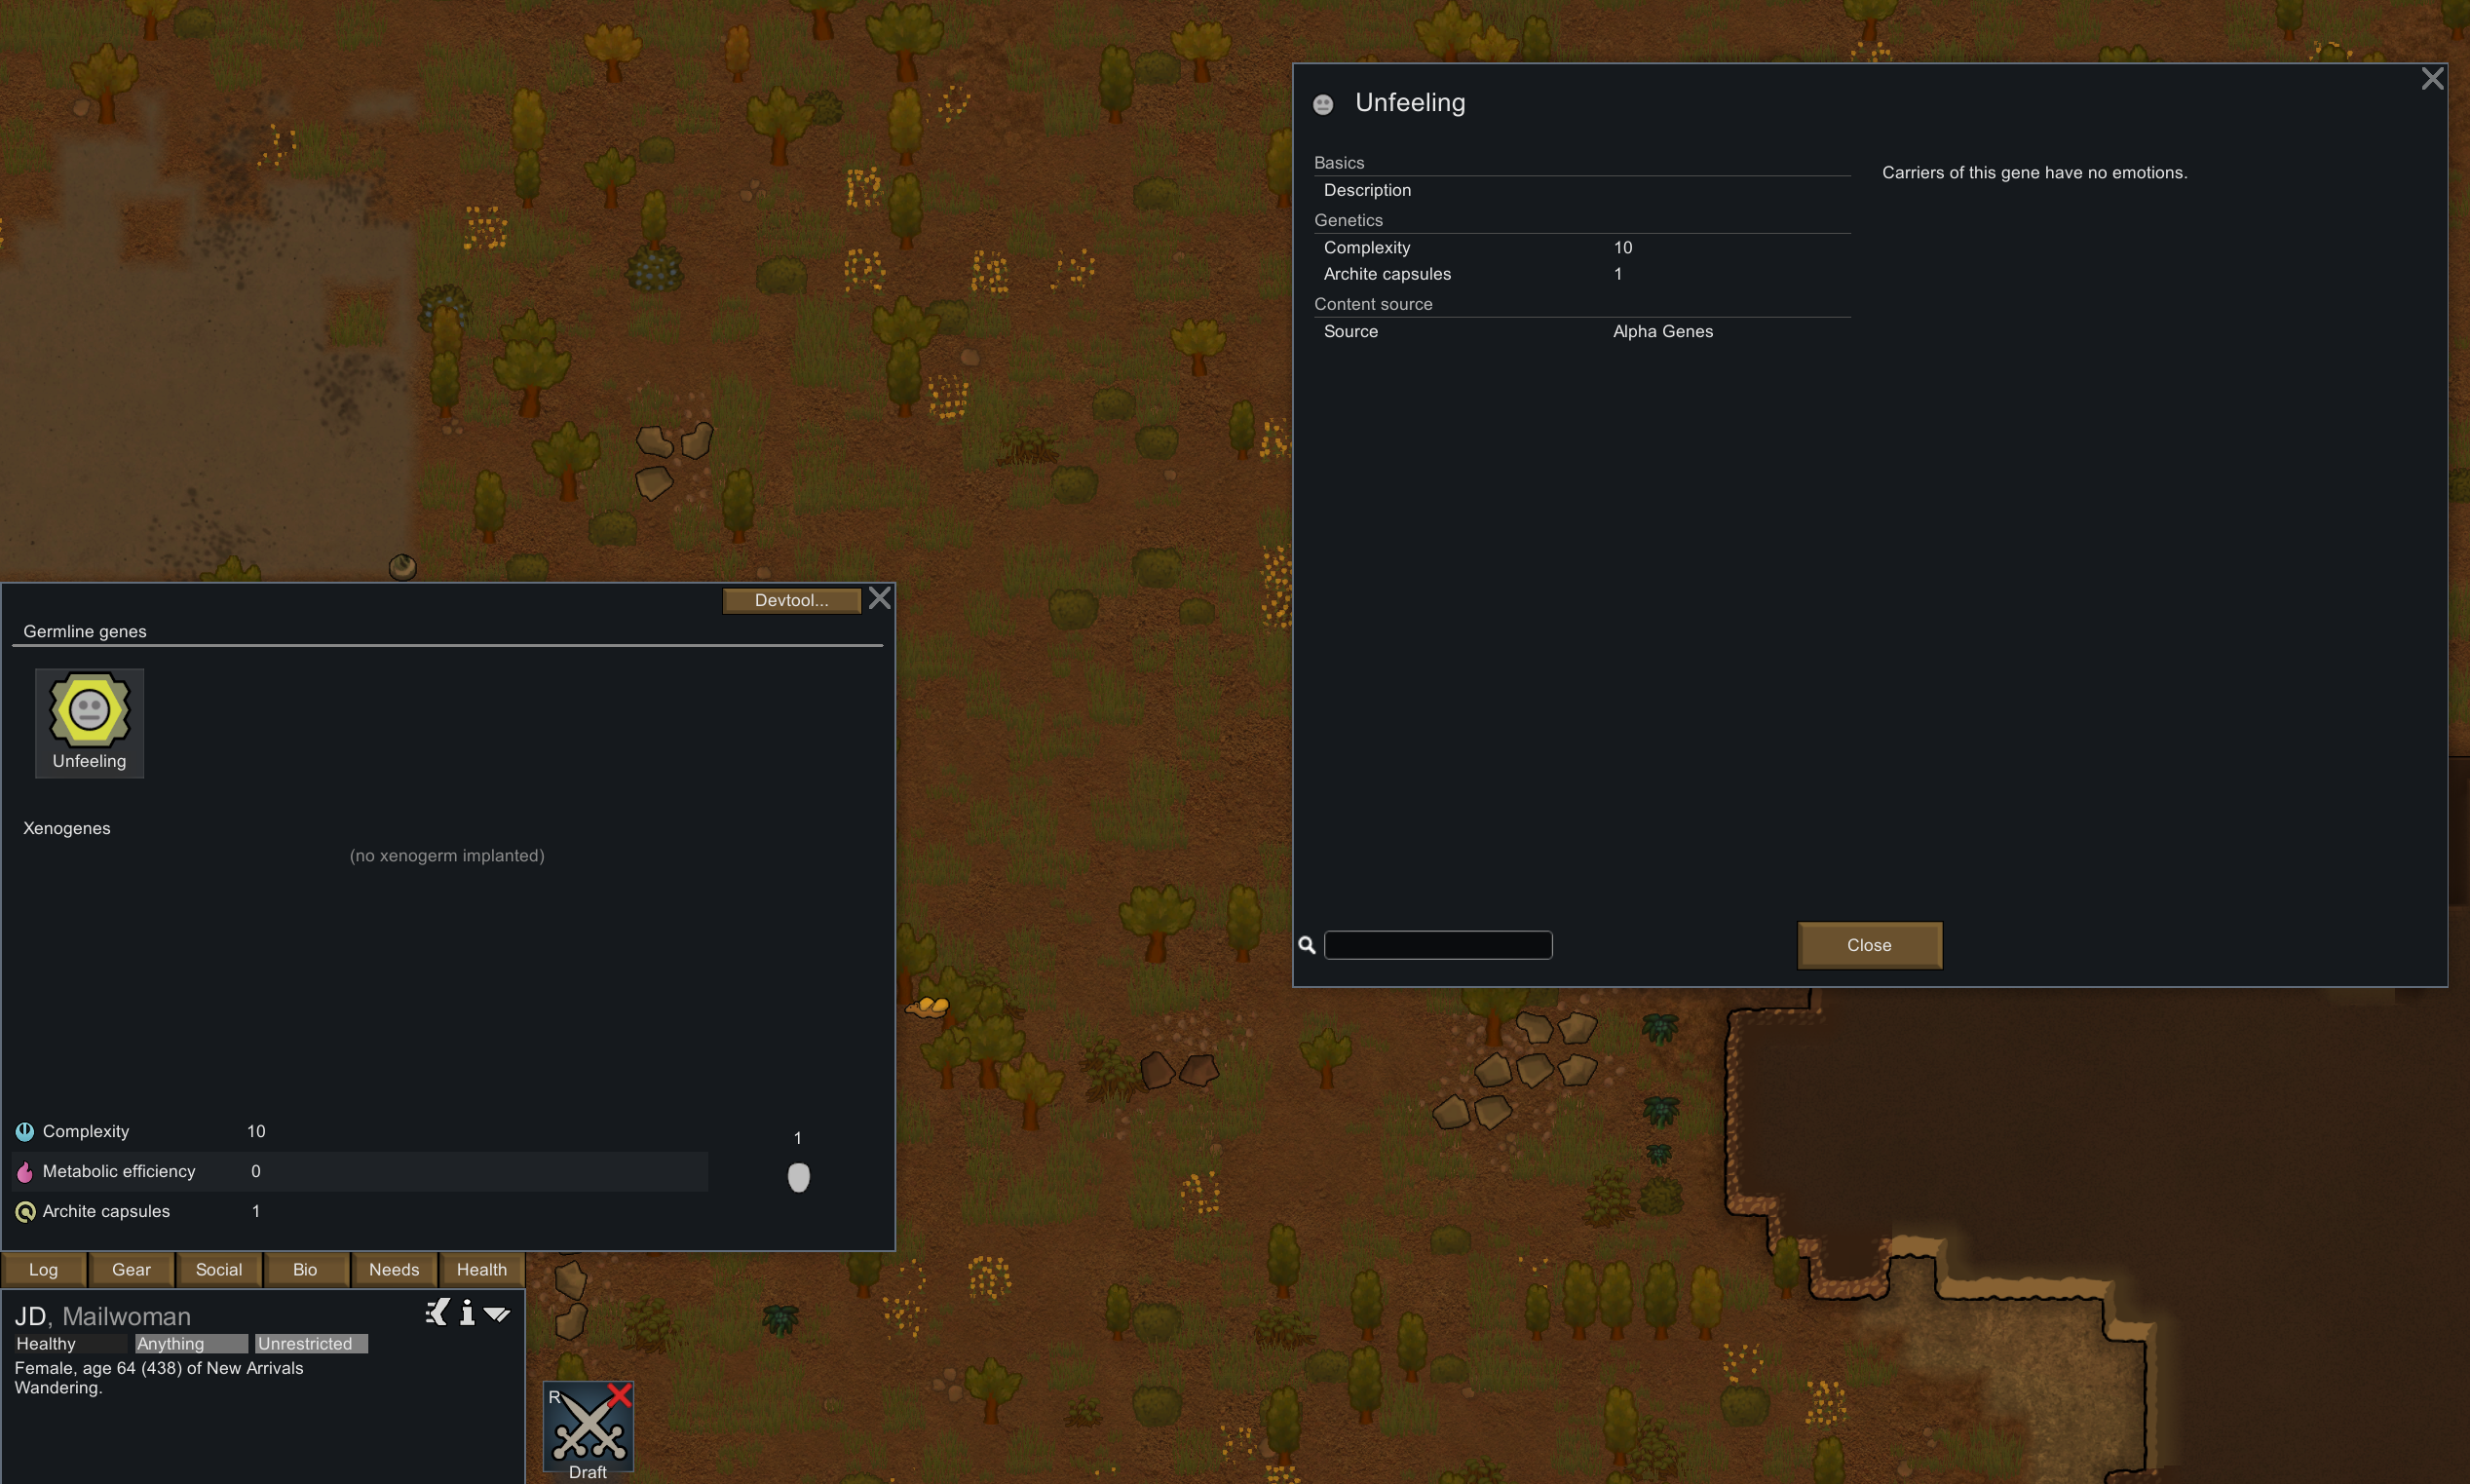 Unfeeling
Basics
Description
Carriers of this gene have no emotions.
Genetics
Complexity 10
Archite capsules 1
Content source
Source Alpha Genes
Close
Devtool...
Germline genes
Unfeeling
Xenogenes
(no xenogerm implanted)
Complexity 10
1
Metabolic efficiency 0
Archite capsules 1
Log Gear Social Bio Needs Health
JD, Mailwoman
Healthy Anything Unrestricted
Female, age 64 (438) of New Arrivals
Wandering.
R
Draft